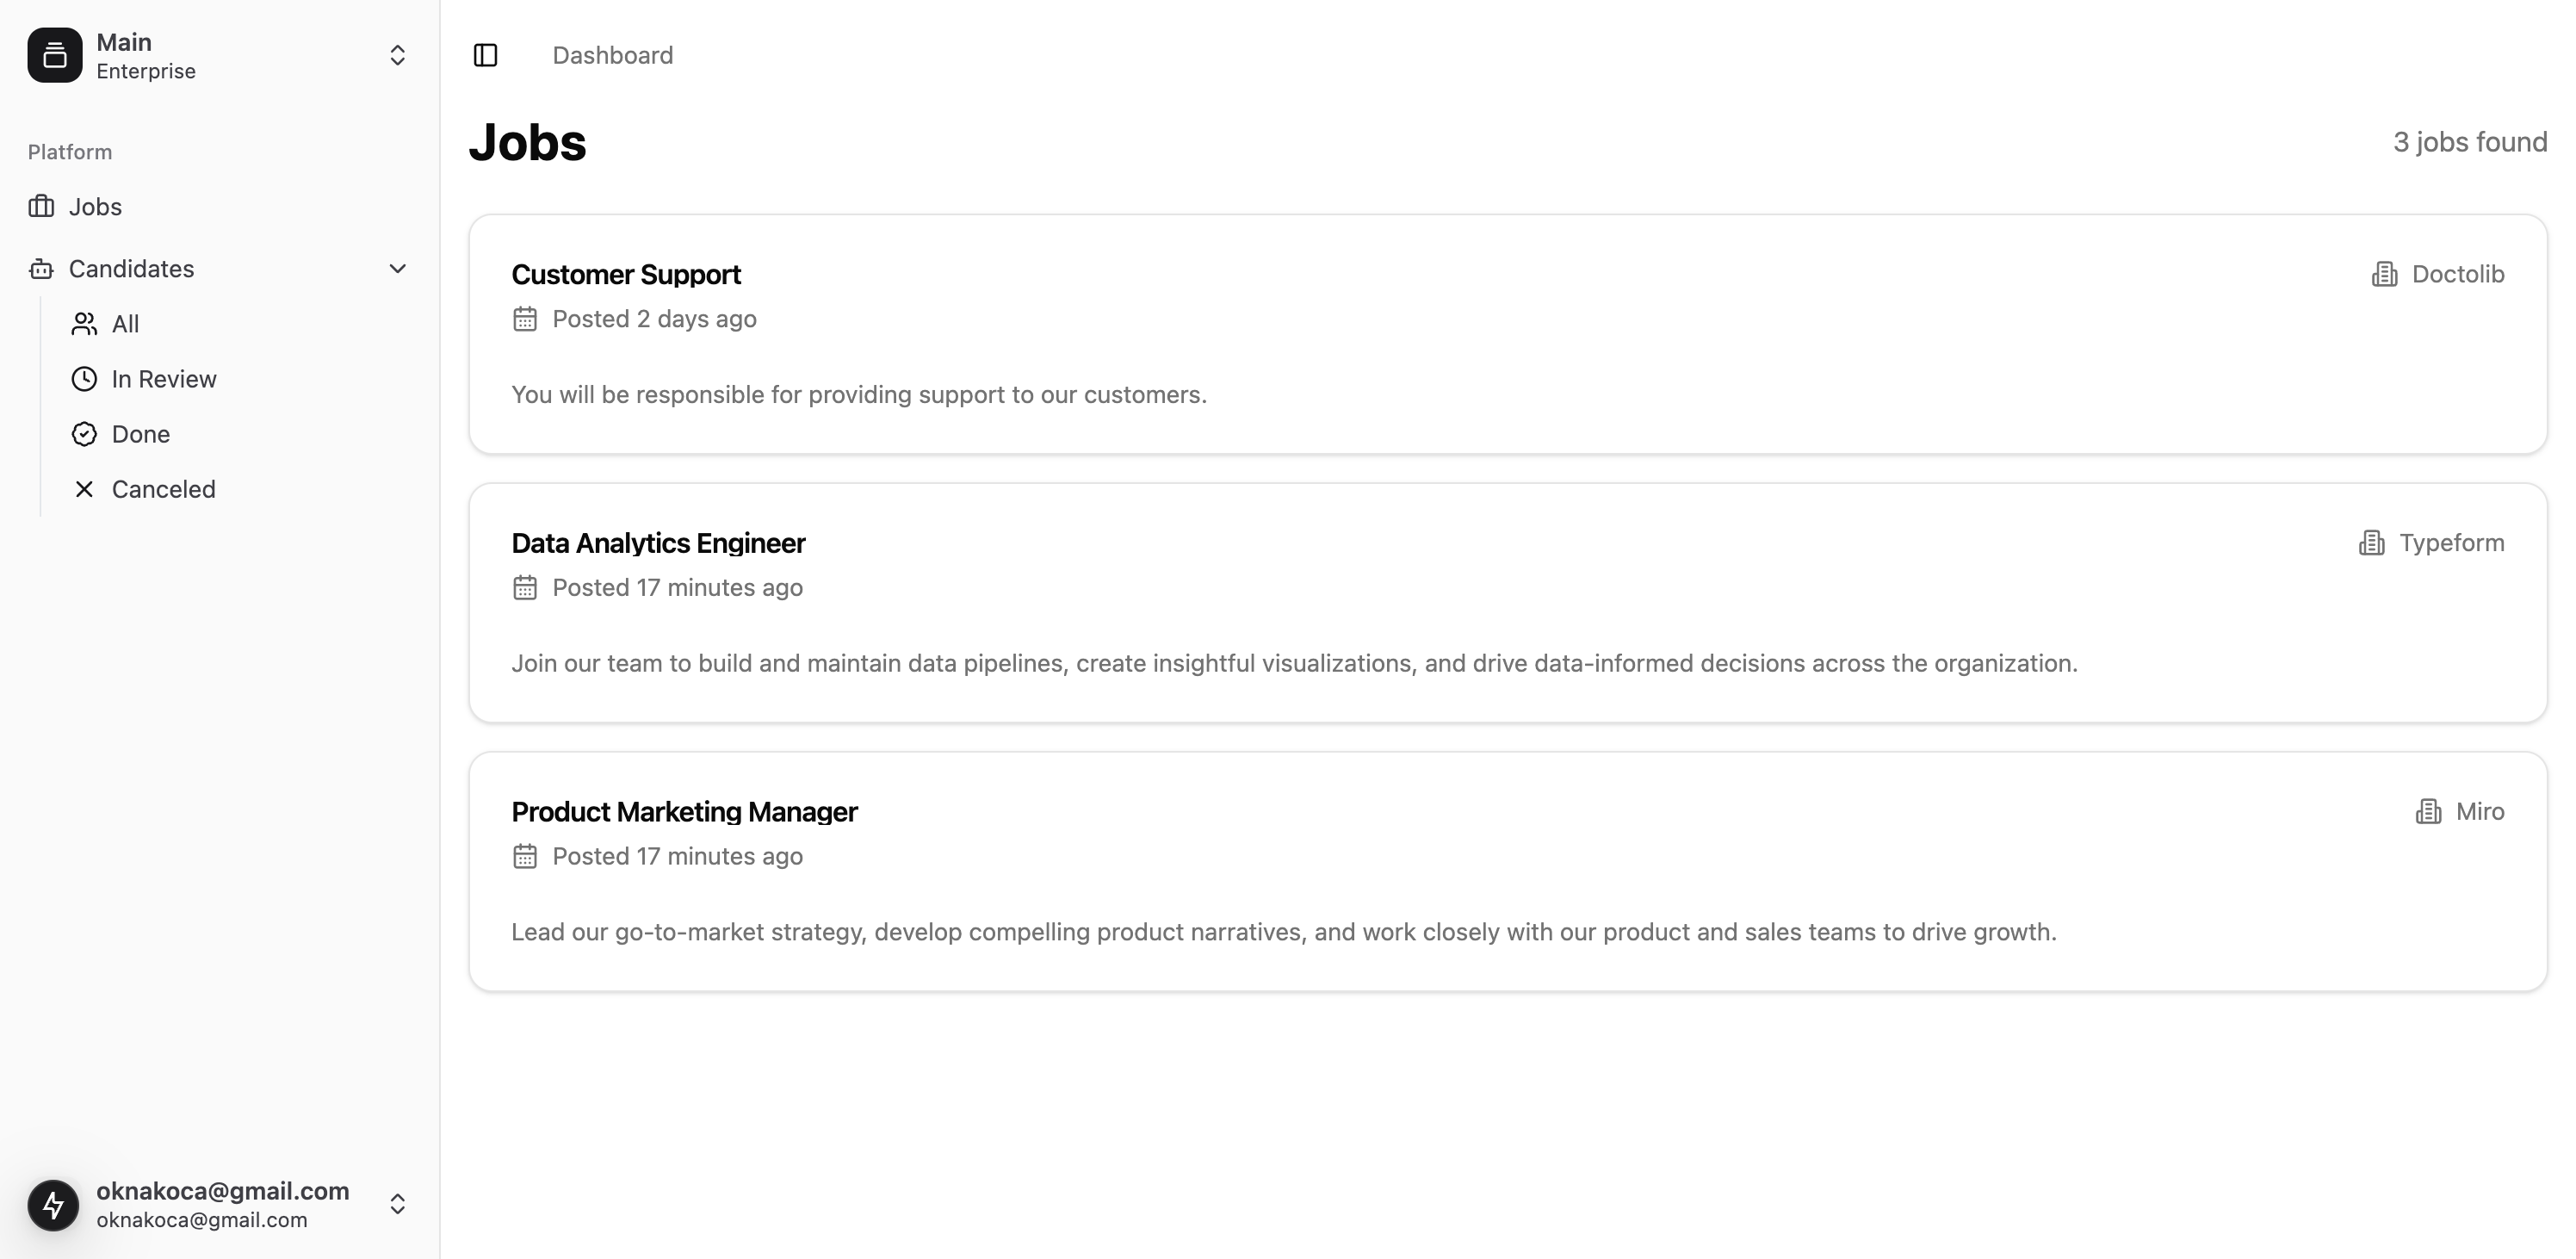 Main
Enterprise
Platform
Jobs
Candidates
All
In Review
Done
Canceled
oknakoca@gmail.com
oknakoca@gmail.com
Dashboard
Jobs
3 jobs found
Customer Support
Doctolib
Posted 2 days ago
You will be responsible for providing support to our customers.
Data Analytics Engineer
Typeform
Posted 17 minutes ago
Join our team to build and maintain data pipelines, create insightful visualizations, and drive data-informed decisions across the organization.
Product Marketing Manager
Miro
Posted 17 minutes ago
Lead our go-to-market strategy, develop compelling product narratives, and work closely with our product and sales teams to drive growth.